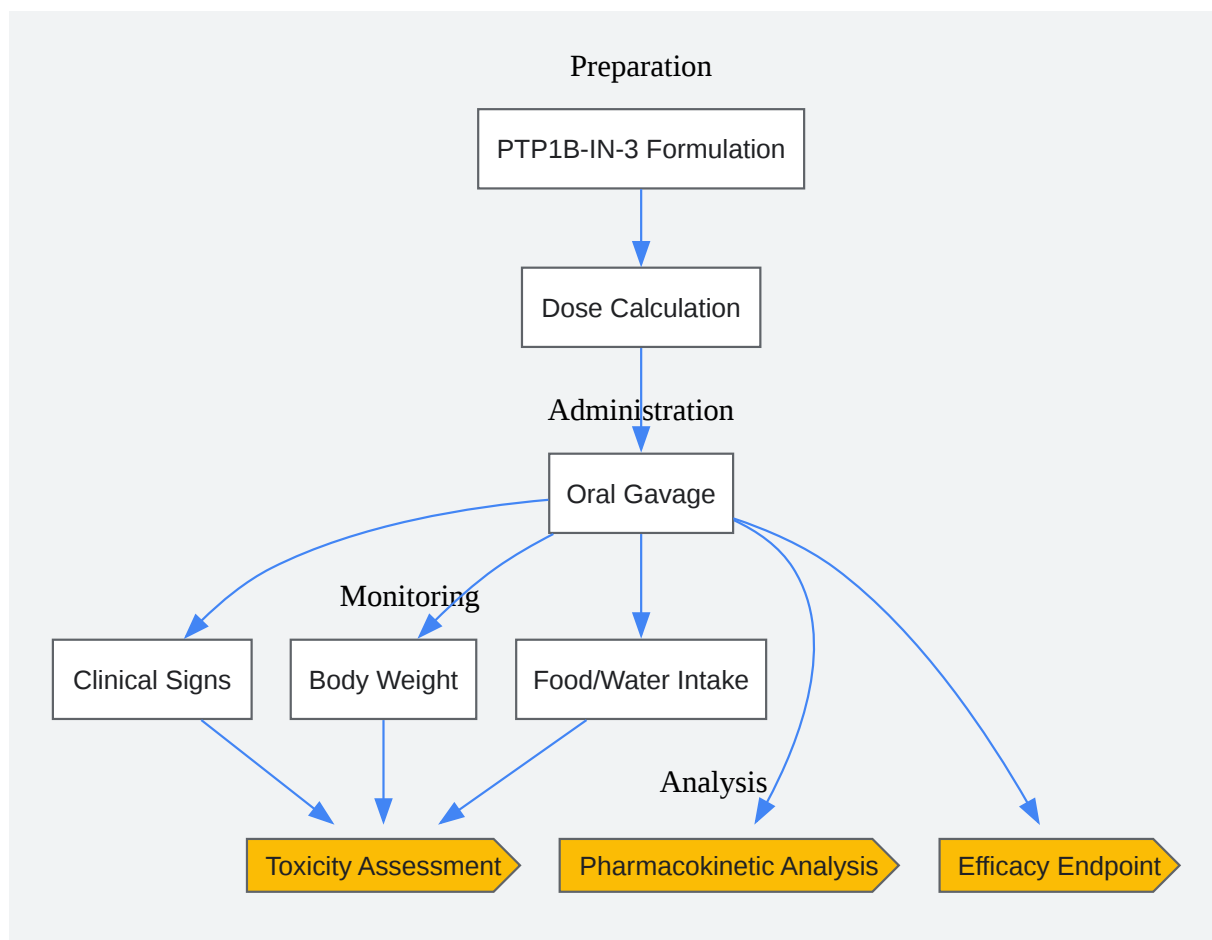 Preparation
PTP1B-IN-3 Formulation
Dose Calculation
Administration
Oral Gavage
Monitoring
Clinical Signs
Body Weight
Food/Water Intake
Analysis
Toxicity Assessment
Pharmacokinetic Analysis
Efficacy Endpoint